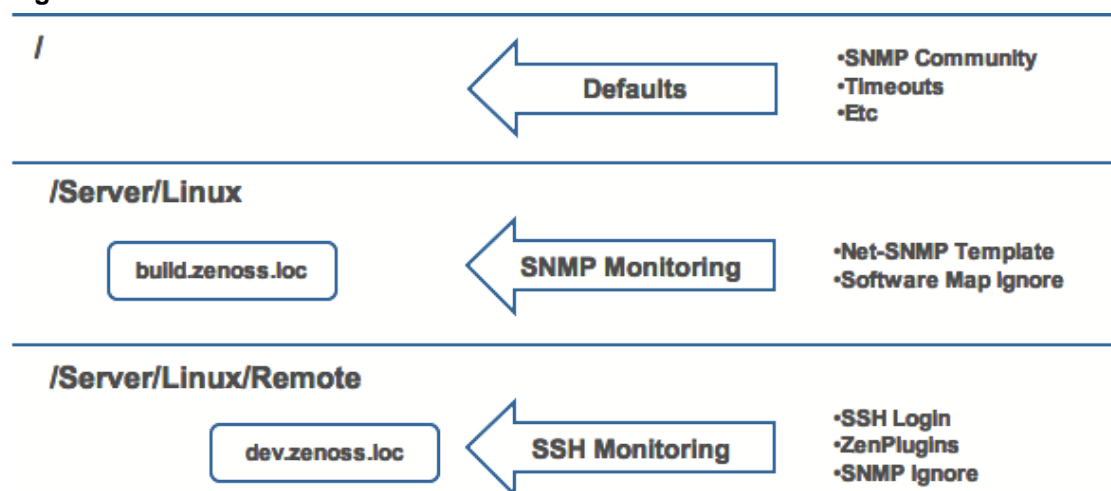 /
Defaults
•SNMP Community
•Timeouts
•Etc
/Server/Linux
build.zenoss.loc
SNMP Monitoring
•Net-SNMP Template
•Software Map Ignore
/Server/Linux/Remote
dev.zenoss.loc
SSH Monitoring
•SSH Login
•ZenPlugins
•SNMP Ignore